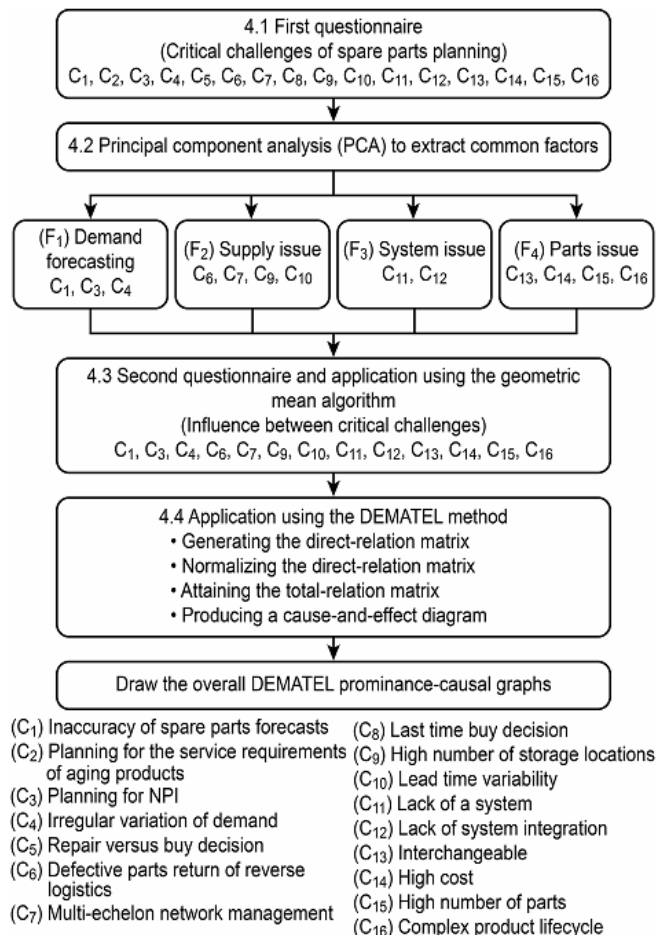 4.1 First questionnaire
(Critical challenges of spare parts planning)
C₁, C₂, C₃, C₄, C₅, C₆, C₇, C₈, C₉, C₁₀, C₁₁, C₁₂, C₁₃, C₁₄, C₁₅, C₁₆
4.2 Principal component analysis (PCA) to extract common factors
(F₁) Demand
forecasting
C₁, C₃, C₄
(F₂) Supply issue
C₆, C₇, C₉, C₁₀
(F₃) System issue
C₁₁, C₁₂
(F₄) Parts issue
C₁₃, C₁₄, C₁₅, C₁₆
4.3 Second questionnaire and application using the geometric
mean algorithm
(Influence between critical challenges)
C₁, C₃, C₄, C₆, C₇, C₉, C₁₀, C₁₁, C₁₂, C₁₃, C₁₄, C₁₅, C₁₆
4.4 Application using the DEMATEL method
• Generating the direct-relation matrix
• Normalizing the direct-relation matrix
• Attaining the total-relation matrix
• Producing a cause-and-effect diagram
Draw the overall DEMATEL prominance-causal graphs
(C₁) Inaccuracy of spare parts forecasts
(C₂) Planning for the service requirements
of aging products
(C₃) Planning for NPI
(C₄) Irregular variation of demand
(C₅) Repair versus buy decision
(C₆) Defective parts return of reverse
logistics
(C₇) Multi-echelon network management
(C₈) Last time buy decision
(C₉) High number of storage locations
(C₁₀) Lead time variability
(C₁₁) Lack of a system
(C₁₂) Lack of system integration
(C₁₃) Interchangeable
(C₁₄) High cost
(C₁₅) High number of parts
(C₁₆) Complex product lifecycle